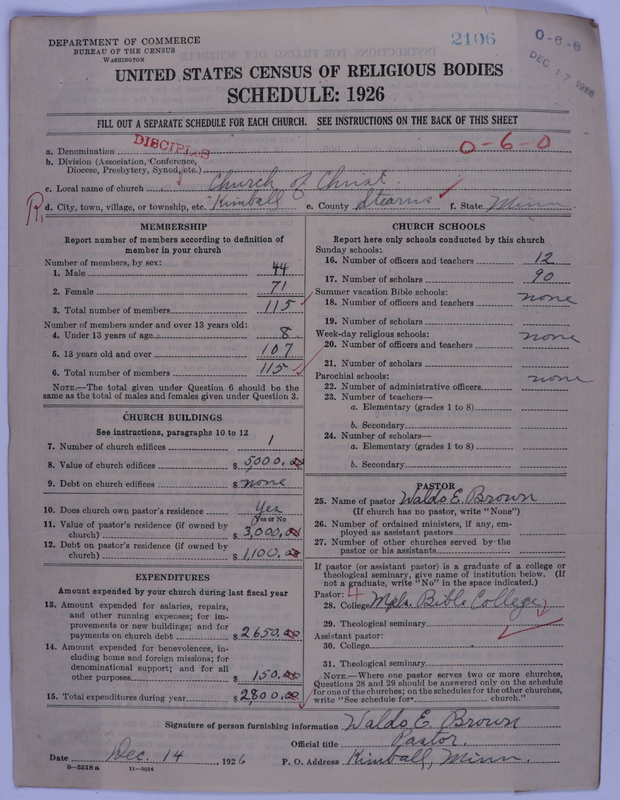 DEPARTMENT OF COMMERCE
BUREAU OF THE CENSUS
WASHINGTON
2106
0-6-8
DEC 17 1926
UNITED STATES CENSUS OF RELIGIOUS BODIES
SCHEDULE: 1926
FILL OUT A SEPARATE SCHEDULE FOR EACH CHURCH. SEE INSTRUCTIONS ON THE BACK OF THIS SHEET
a. Denomination DISCIPLES 0-6-0
b. Division (Association, Conference,
Diocese, Presbytery, Synod, etc.)
c. Local name of church Church of Christ.
d. City, town, village, or township, etc. Kimball e. County Stearns f. State Minn
MEMBERSHIP
Report number of members according to definition of
member in your church
Number of members, by sex:
1. Male 44
2. Female 71
3. Total number of members 115
Number of members under and over 13 years old:
4. Under 13 years of age 8
5. 13 years old and over 107
6. Total number of members 115
NOTE.—The total given under Question 6 should be the
same as the total of males and females given under Question 3.
CHURCH BUILDINGS
See instructions, paragraphs 10 to 12
7. Number of church edifices 1
8. Value of church edifices $ 5,000.00
9. Debt on church edifices $ none
10. Does church own pastor's residence Yes
Yes or No
11. Value of pastor's residence (if owned by
church) $ 3,000.00
12. Debt on pastor's residence (if owned by
church) $ 1,100.00
EXPENDITURES
Amount expended by your church during last fiscal year
13. Amount expended for salaries, repairs,
and other running expenses; for im-
provements or new buildings; and for
payments on church debt $ 2650.00
14. Amount expended for benevolences, in-
cluding home and foreign missions; for
denominational support; and for all
other purposes $ 150.00
15. Total expenditures during year $ 2800.00
CHURCH SCHOOLS
Report here only schools conducted by this church
Sunday schools:
16. Number of officers and teachers 12
17. Number of scholars 90
Summer vacation Bible schools: none
18. Number of officers and teachers
19. Number of scholars
Week-day religious schools: none
20. Number of officers and teachers
21. Number of scholars
Parochial schools: none
22. Number of administrative officers
23. Number of teachers—
a. Elementary (grades 1 to 8)
b. Secondary
24. Number of scholars—
a. Elementary (grades 1 to 8)
b. Secondary
PASTOR
25. Name of pastor Waldo E. Brown
(If church has no pastor, write "None")
26. Number of ordained ministers, if any, em-
ployed as assistant pastors
27. Number of other churches served by the
pastor or his assistants
If pastor (or assistant pastor) is a graduate of a college or
theological seminary, give name of institution below. (If
not a graduate, write "No" in the space indicated.)
Pastor: 4
28. College Mpls. Bible College
29. Theological seminary
Assistant pastor:
30. College
31. Theological seminary
NOTE.—Where one pastor serves two or more churches,
Questions 28 and 29 should be answered only on the schedule
for one of the churches; on the schedules for the other churches,
write "See schedule for church."
Signature of person furnishing information Waldo E. Brown
Official title Pastor.
Date Dec. 14, 1926 P. O. Address Kimball, Minn.
8-5518 a 11-9034